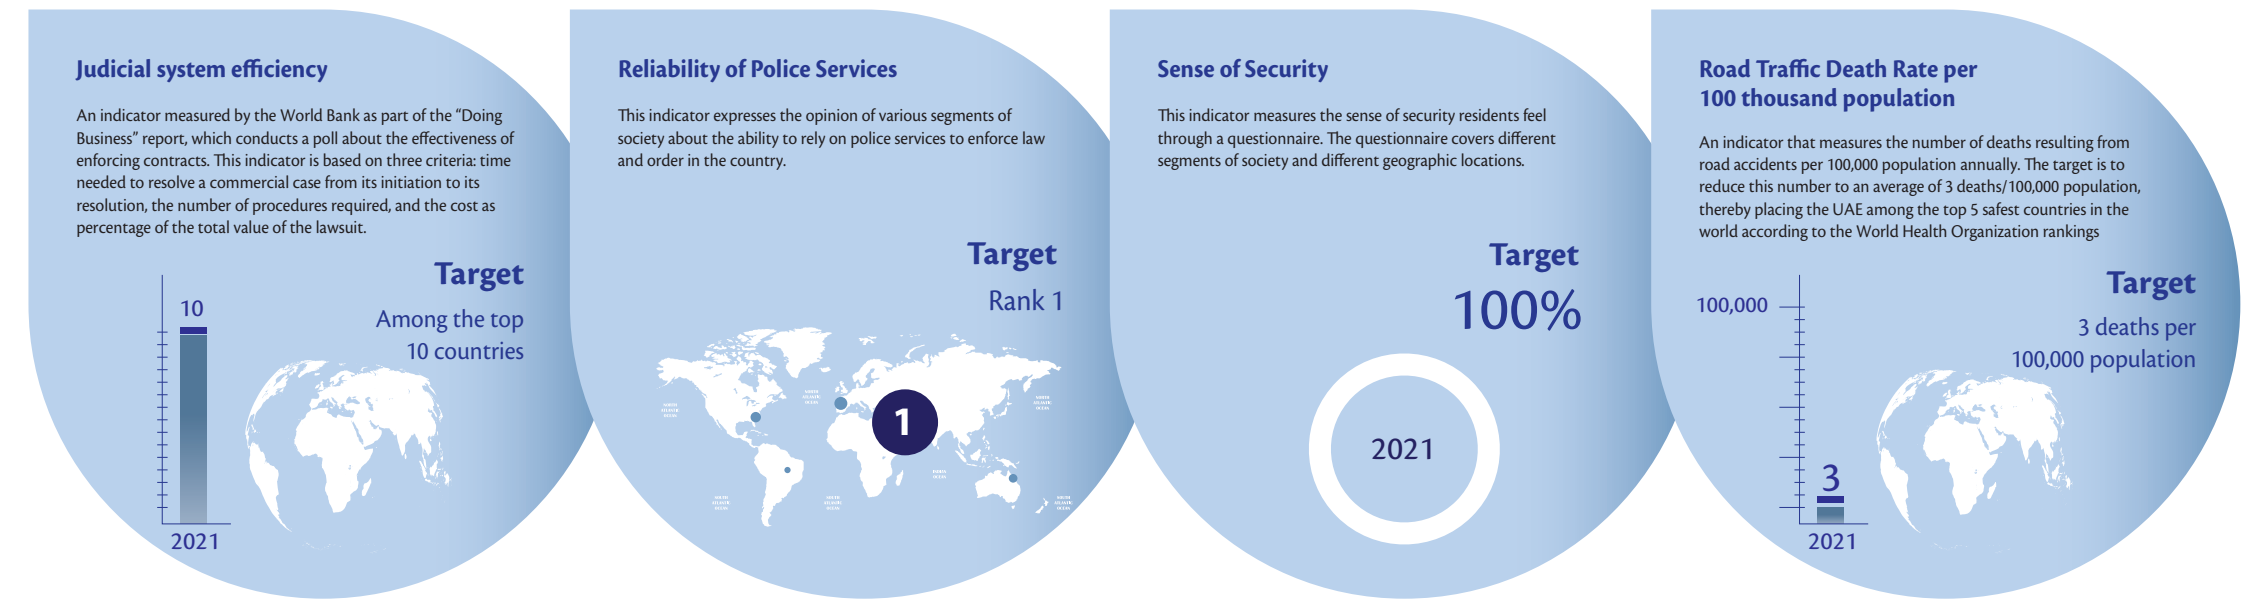 Judicial system efficiency
An indicator measured by the World Bank as part of the “Doing
Business” report, which conducts a poll about the effectiveness of
enforcing contracts. This indicator is based on three criteria: time
needed to resolve a commercial case from its initiation to its
resolution, the number of procedures required, and the cost as
percentage of the total value of the lawsuit.
Target
Among the top
10 countries
10
2021
Reliability of Police Services
This indicator expresses the opinion of various segments of
society about the ability to rely on police services to enforce law
and order in the country.
Target
Rank 1
1
Sense of Security
This indicator measures the sense of security residents feel
through a questionnaire. The questionnaire covers different
segments of society and different geographic locations.
Target
100%
2021
Road Traffic Death Rate per
100 thousand population
An indicator that measures the number of deaths resulting from
road accidents per 100,000 population annually. The target is to
reduce this number to an average of 3 deaths/100,000 population,
thereby placing the UAE among the top 5 safest countries in the
world according to the World Health Organization rankings
Target
3 deaths per
100,000 population
100,000
3
2021